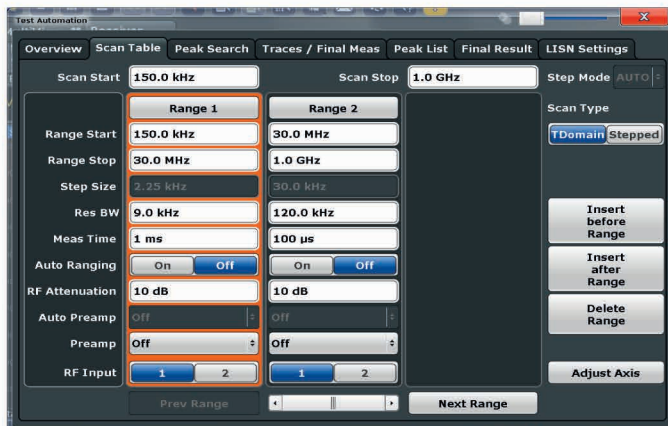 Test Automation
Overview Scan Table Peak Search Traces / Final Meas Peak List Final Result LISN Settings
Scan Start 150.0 kHz Scan Stop 1.0 GHz Step Mode AUTO
Range 1 Range 2 Scan Type
Range Start 150.0 kHz 30.0 MHz TDomain Stepped
Range Stop 30.0 MHz 1.0 GHz
Step Size 2.25 kHz 30.0 kHz
Res BW 9.0 kHz 120.0 kHz Insert before Range
Meas Time 1 ms 100 µs
Auto Ranging On Off On Off Insert after Range
RF Attenuation 10 dB 10 dB
Auto Preamp Off Off Delete Range
Preamp Off Off
RF Input 1 2 1 2 Adjust Axis
Prev Range Next Range